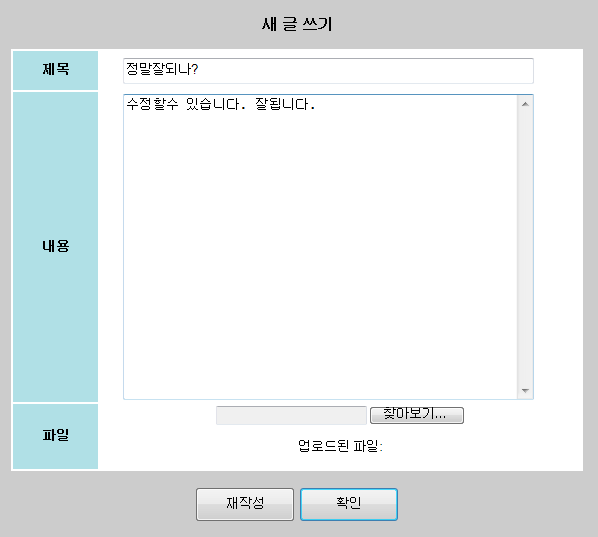 새 글 쓰기
제목
정말잘되나?
내용
수정할수 있습니다. 잘됩니다.
파일
찾아보기...
업로드된 파일:
재작성
확인